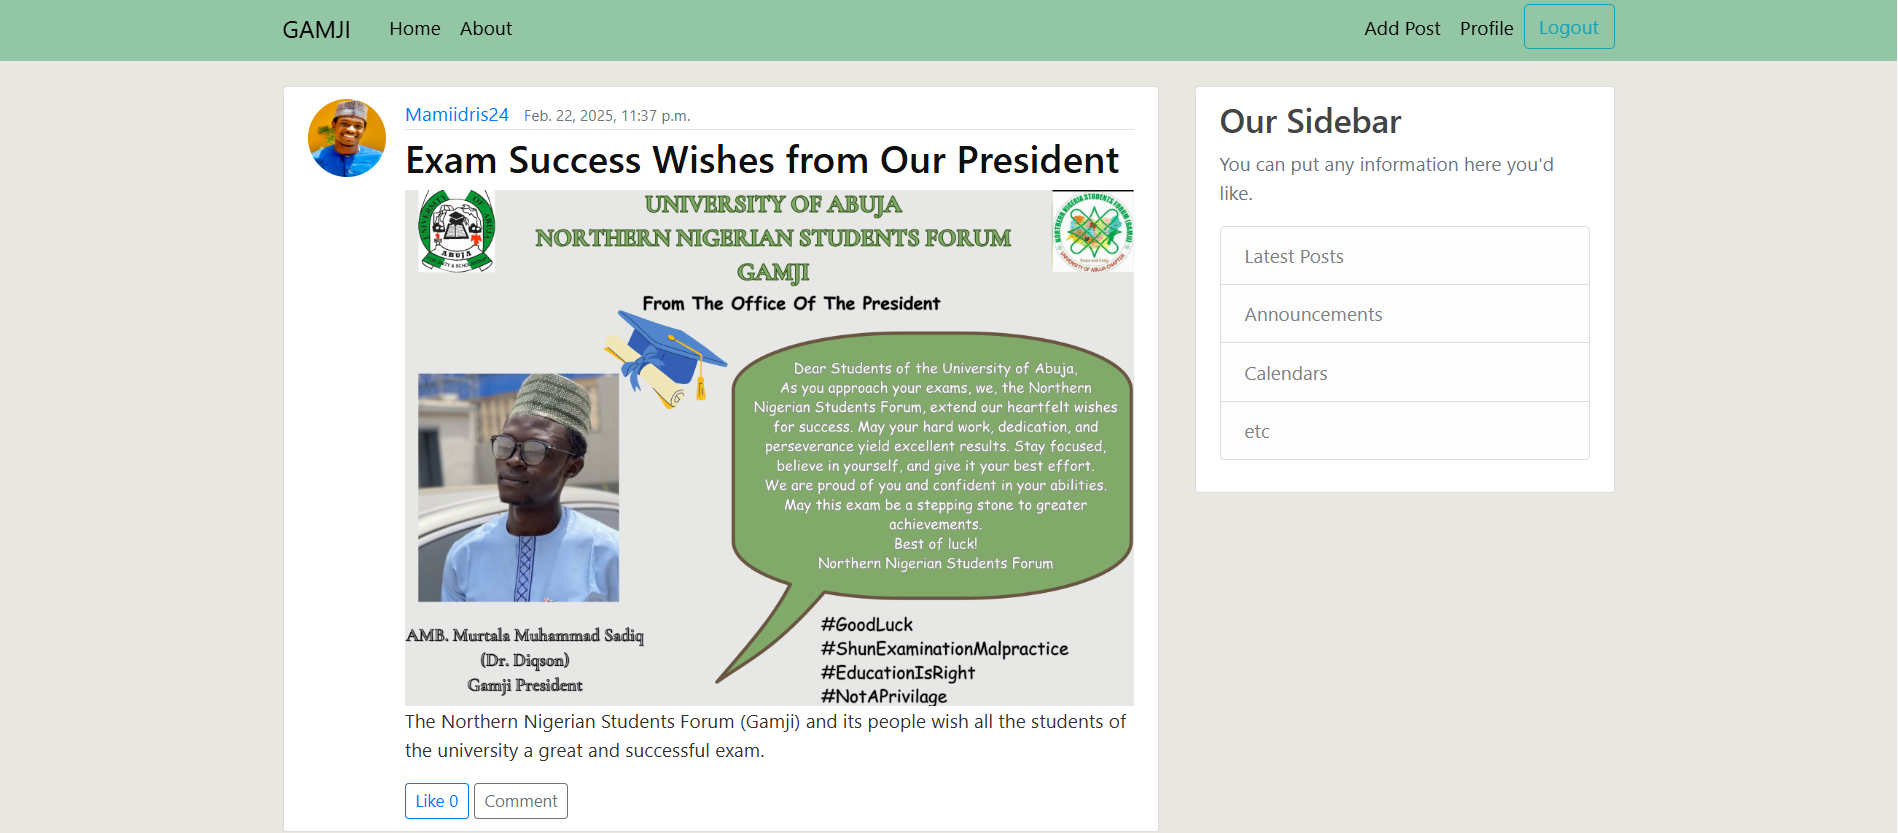 GAMJI Home About Add Post Profile Logout
Mamiidris24 Feb. 22, 2025, 11:37 p.m.
Exam Success Wishes from Our President
UNIVERSITY OF ABUJA
NORTHERN NIGERIAN STUDENTS FORUM
GAMJI
From The Office Of The President
UNIVERSITY OF ABUJA
ABUJA
NORTHERN NIGERIA STUDENTS FORUM (GAMJI)
UNIVERSITY OF ABUJA CHAPTER
Dear Students of the University of Abuja,
As you approach your exams, we, the Northern
Nigerian Students Forum, extend our heartfelt wishes
for success. May your hard work, dedication, and
perseverance yield excellent results. Stay focused,
believe in yourself, and give it your best effort.
We are proud of you and confident in your abilities.
May this exam be a stepping stone to greater
achievements.
Best of luck!
Northern Nigerian Students Forum
AMB. Murtala Muhammad Sadiq
(Dr. Diqson)
Gamji President
#GoodLuck
#ShunExaminationMalpractice
#EducationIsRight
#NotAPrivilage
The Northern Nigerian Students Forum (Gamji) and its people wish all the students of
the university a great and successful exam.
Like 0 Comment
Our Sidebar
You can put any information here you'd
like.
Latest Posts
Announcements
Calendars
etc